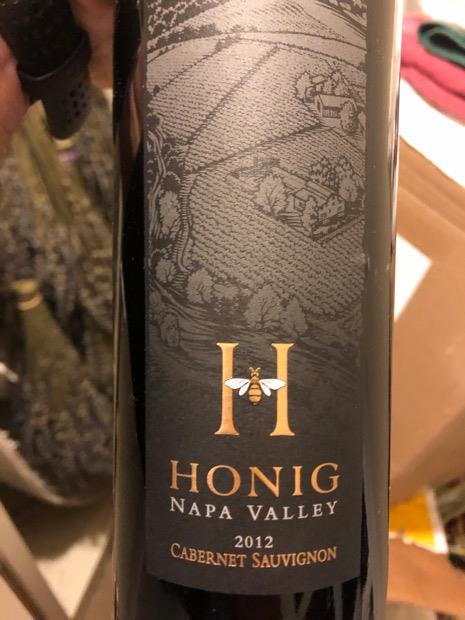 H
HONIG
NAPA VALLEY
2012
CABERNET SAUVIGNON